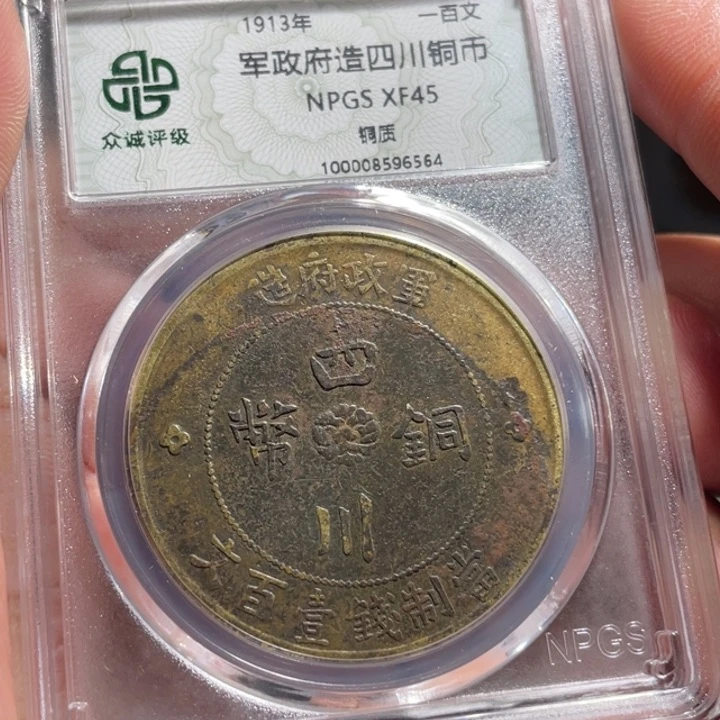 1913年 一百文
军政府造四川铜币
NPGS XF45
铜质
100008596564
众诚评级
軍政府造
四川
銅幣
當制錢壹百文
NPGS